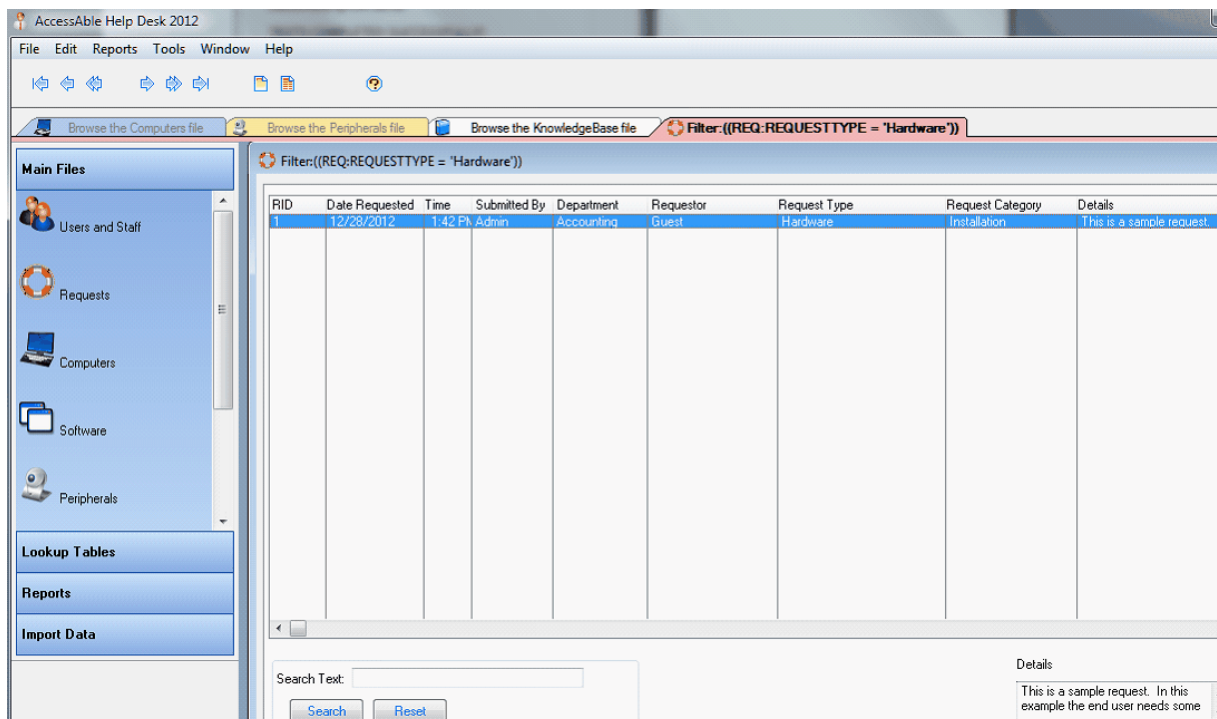 AccessAble Help Desk 2012
File Edit Reports Tools Window Help
Browse the Computers file Browse the Peripherals file Browse the KnowledgeBase file Filter:((REQ:REQUESTTYPE = 'Hardware'))
Main Files
Filter:((REQ:REQUESTTYPE = 'Hardware'))
RID Date Requested Time Submitted By Department Requestor Request Type Request Category Details
1 12/28/2012 1:42 PM Admin Accounting Guest Hardware Installation This is a sample request.
Users and Staff
Requests
Computers
Software
Peripherals
Lookup Tables
Reports
Import Data
Search Text:
Search Reset
Details
This is a sample request. In this
example the end user needs some